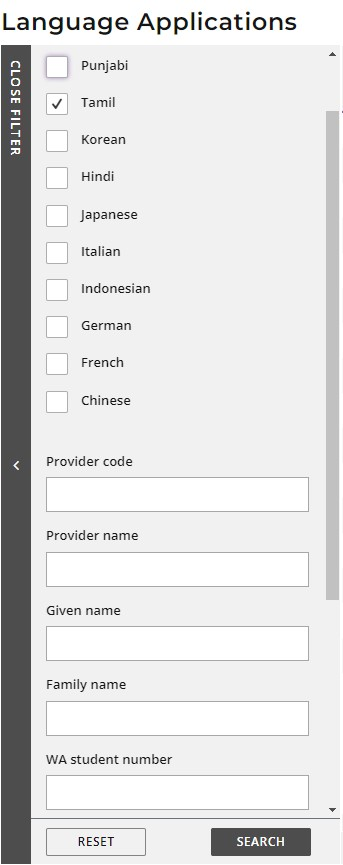 Language Applications
CLOSE FILTER
Punjabi
Tamil
Korean
Hindi
Japanese
Italian
Indonesian
German
French
Chinese
Provider code
Provider name
Given name
Family name
WA student number
RESET
SEARCH